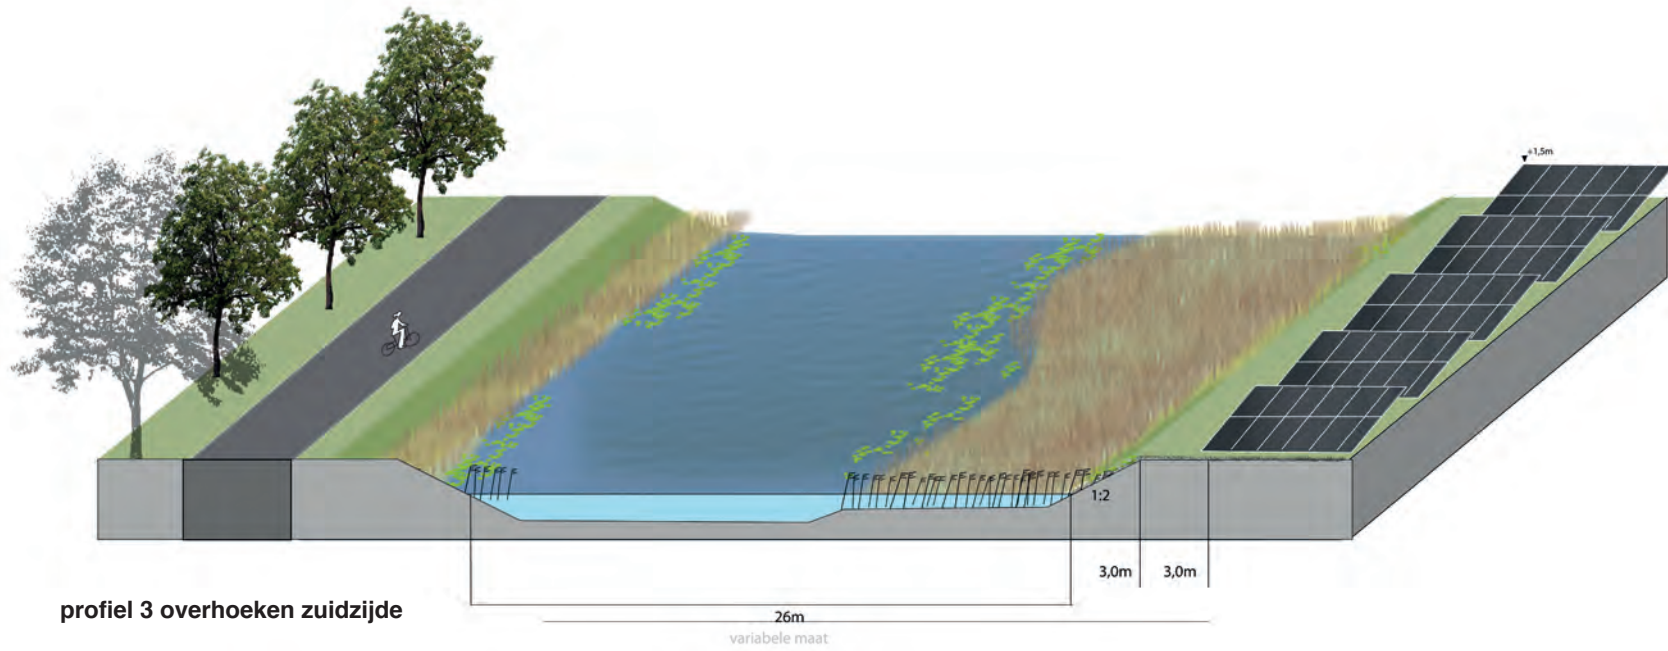 +1,5m
1:2
3,0m
3,0m
profiel 3 overhoeken zuidzijde
26m
variabele maat